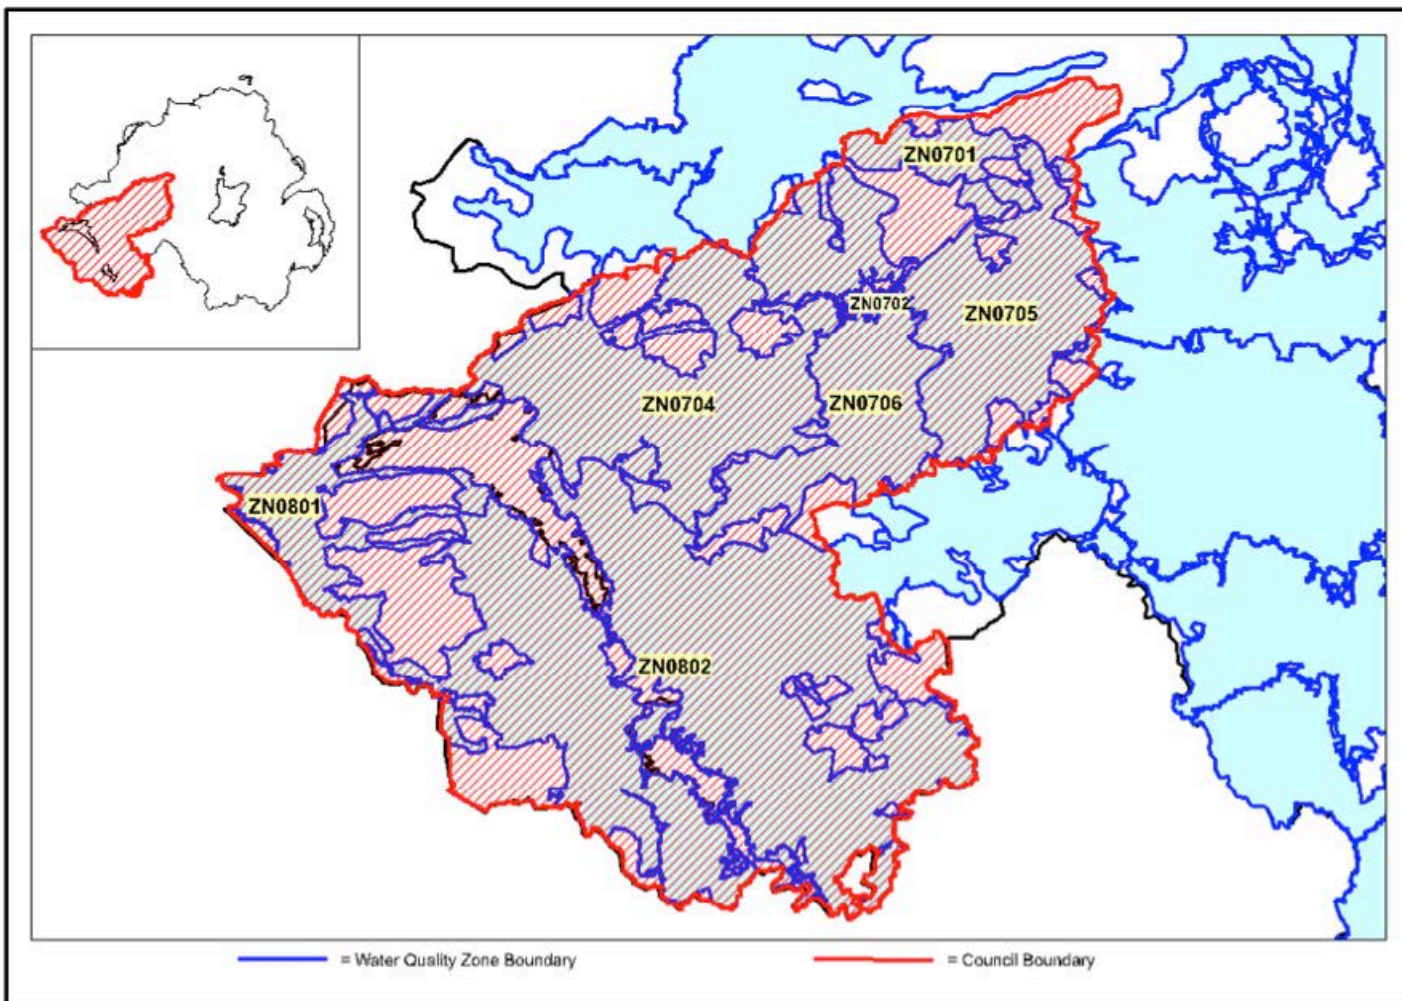 ZN0701
ZN0702
ZN0705
ZN0704
ZN0706
ZN0801
ZN0802
= Water Quality Zone Boundary
= Council Boundary